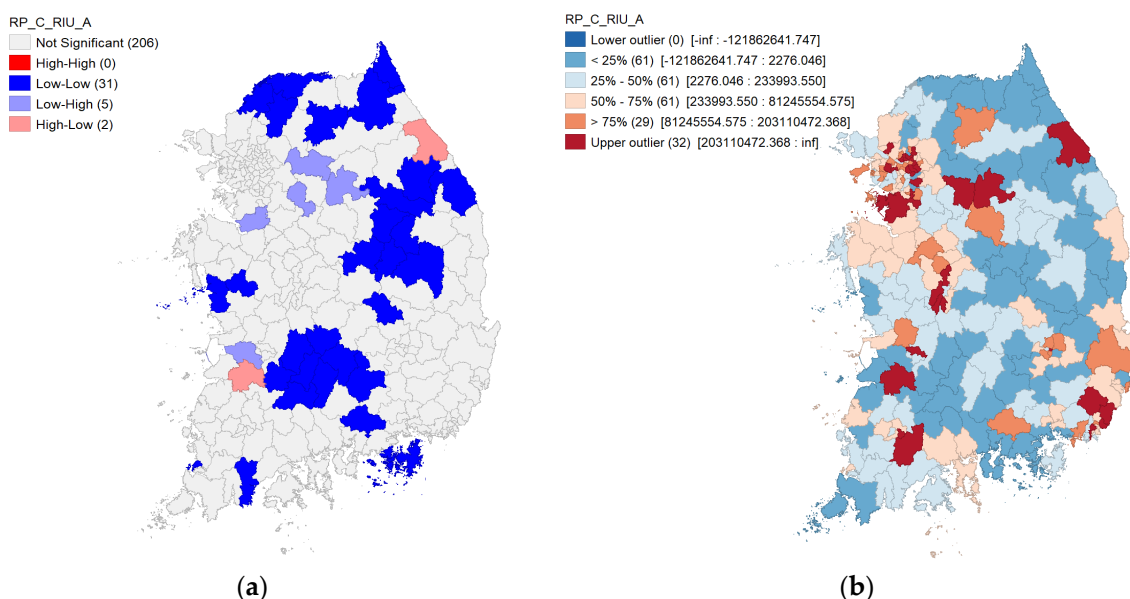 RP_C_RIU_A
Not Significant (206)
High-High (0)
Low-Low (31)
Low-High (5)
High-Low (2)
(a)
RP_C_RIU_A
Lower outlier (0) [-inf : -121862641.747]
< 25% (61) [-121862641.747 : 2276.046]
25% - 50% (61) [2276.046 : 233993.550]
50% - 75% (61) [233993.550 : 81245554.575]
> 75% (29) [81245554.575 : 203110472.368]
Upper outlier (32) [203110472.368 : inf]
(b)